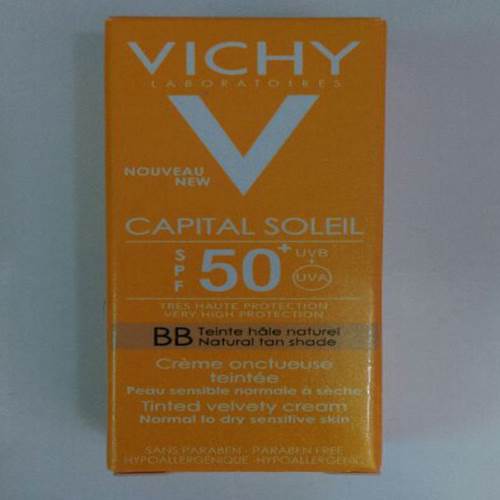 VICHY
LABORATOIRES
V
NOUVEAU
NEW
CAPITAL SOLEIL
SPF 50+ UVB + UVA
TRÈS HAUTE PROTECTION
VERY HIGH PROTECTION
BB Teinte hâle naturel
Natural tan shade
Crème onctueuse
teintée
Peau sensible normale à sèche
Tinted velvety cream
Normal to dry sensitive skin
SANS PARABEN - PARABEN FREE
HYPOALLERGÉNIQUE - HYPOALLERGENIC